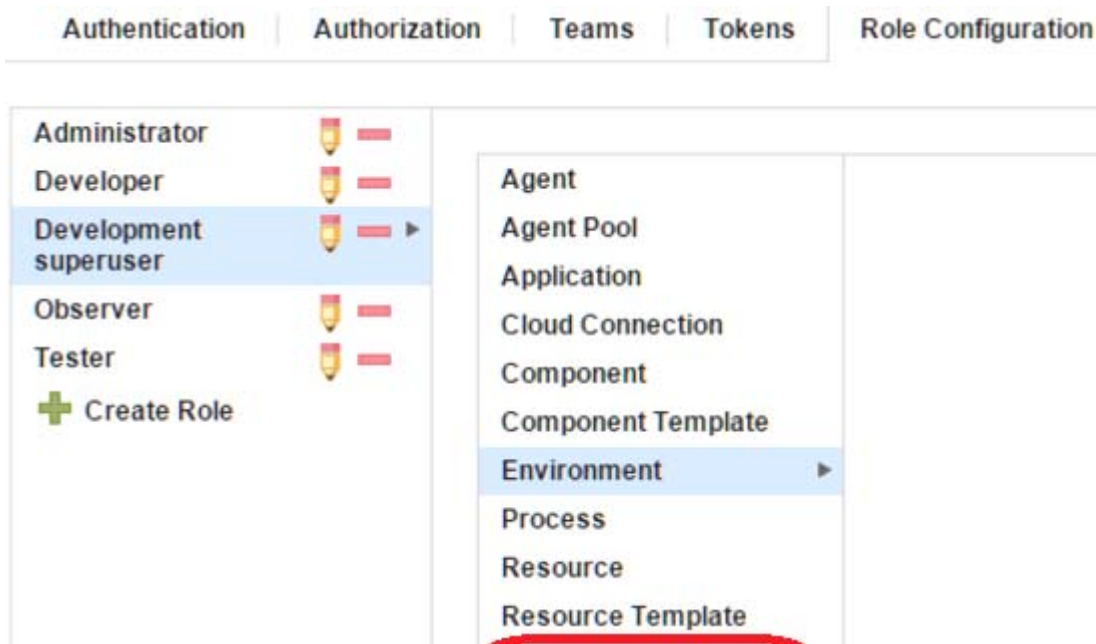 Authentication Authorization Teams Tokens Role Configuration
Administrator
Developer
Development
superuser
Observer
Tester
Create Role
Agent
Agent Pool
Application
Cloud Connection
Component
Component Template
Environment
Process
Resource
Resource Template